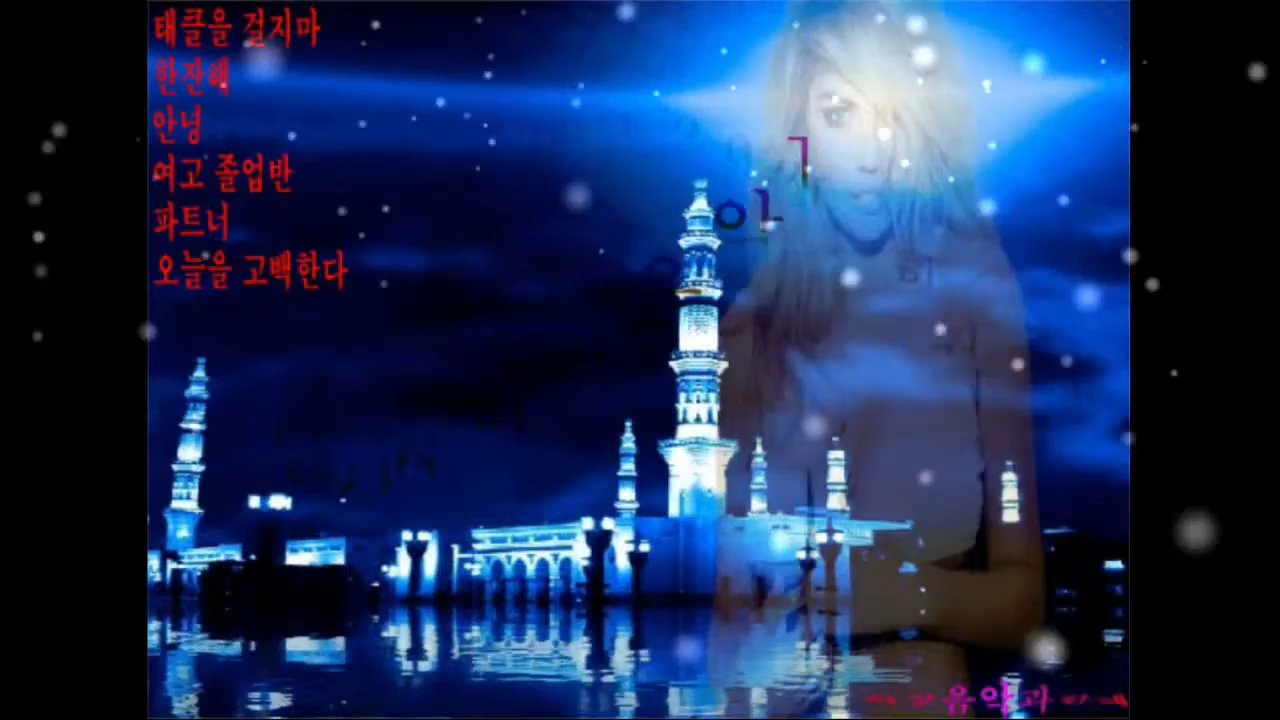 태클을 걸지마
한잔해
안녕
여고 졸업반
파트너
오늘을 고백한다
음악과